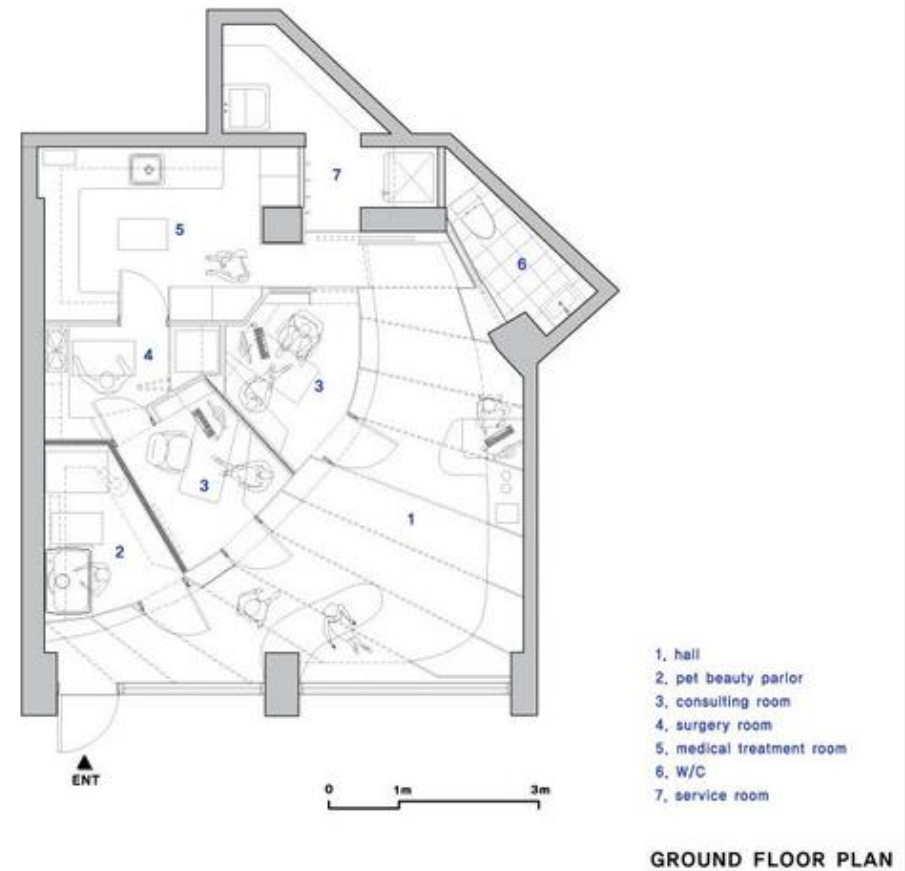 7
5
6
4
3
3
1
2
ENT
0 1m 3m
1, hall
2, pet beauty parlor
3, consulting room
4, surgery room
5, medical treatment room
6, W/C
7, service room
GROUND FLOOR PLAN